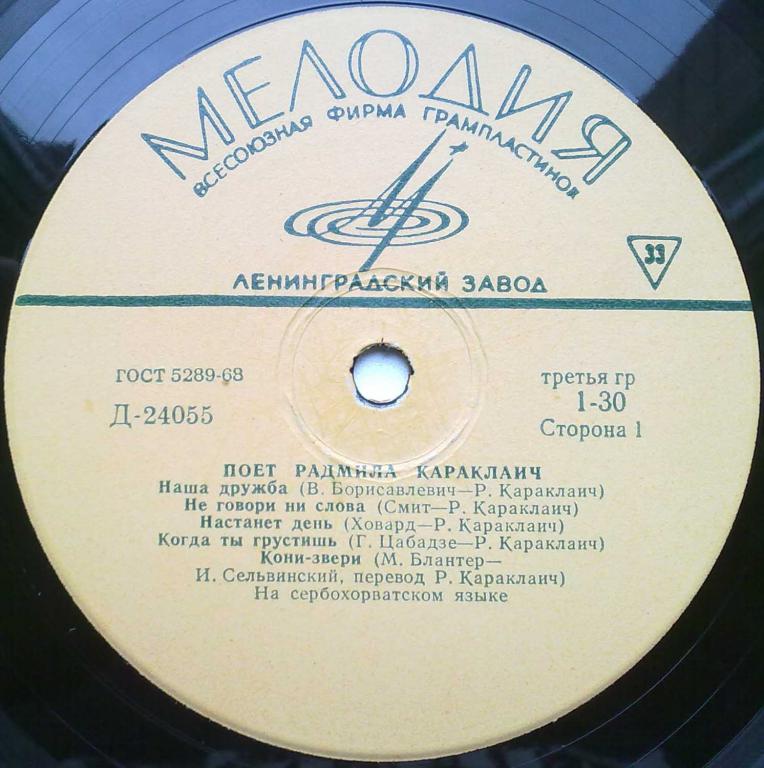 МЕЛОДИЯ
ВСЕСОЮЗНАЯ ФИРМА ГРАМПЛАСТИНОК
33
ЛЕНИНГРАДСКИЙ ЗАВОД
ГОСТ 5289-68
Д-24055
третья гр
1-30
Сторона 1
ПОЕТ РАДМИЛА КАРАКЛАИЧ
Наша дружба (В. Борисавлевич—Р. Караклаич)
Не говори ни слова (Смит—Р. Караклаич)
Настанет день (Ховард—Р. Караклаич)
Когда ты грустишь (Г. Цабадзе—Р. Караклаич)
Кони-звери (М. Блантер—
И. Сельвинский, перевод Р. Караклаич)
На сербохорватском языке